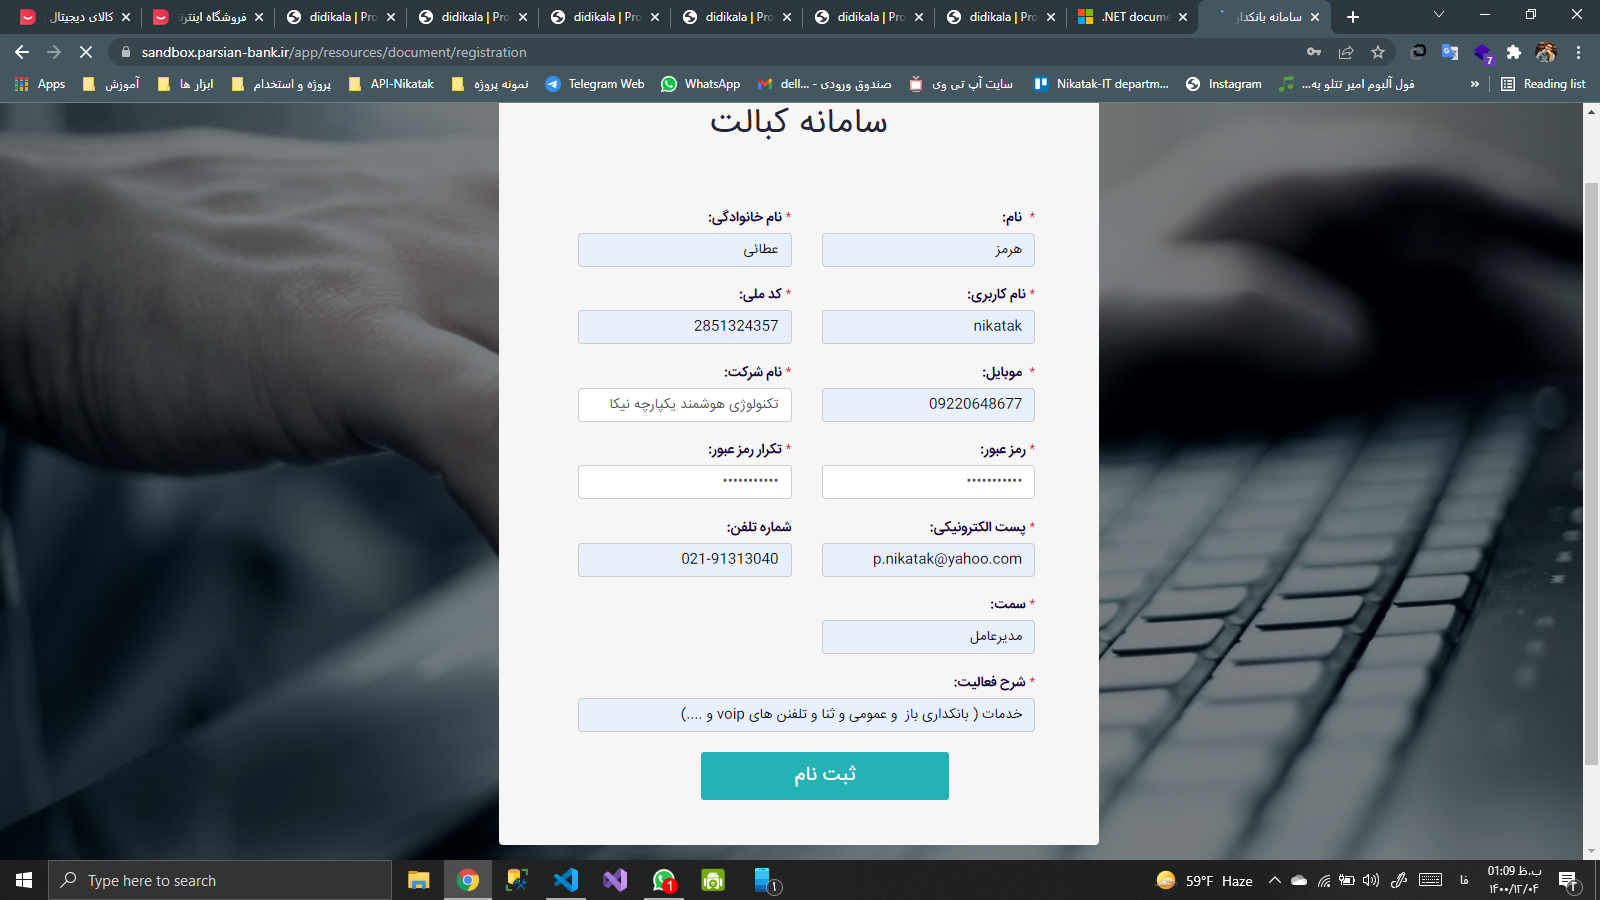 کالای دیجیتال
فروشگاه اینترنت
didikala | Pro
didikala | Pro
didikala | Pro
didikala | Pro
didikala | Pro
didikala | Pro
.NET docume
سامانه بانکدار
sandbox.parsian-bank.ir/app/resources/document/registration
7
Apps
آموزش
ابزار ها
پروژه و استخدام
API-Nikatak
نمونه پروژه
Telegram Web
WhatsApp
صندوق ورودی - dell...
سایت آپ تی وی
Nikatak-IT departm...
Instagram
فول آلبوم امیر تتلو به...
»
Reading list
سامانه کبالت
* نام:
* نام خانوادگی:
هرمز
عطائی
* نام کاربری:
* کد ملی:
nikatak
2851324357
* موبایل:
* نام شرکت:
09220648677
تکنولوژی هوشمند یکپارچه نیکا
* رمز عبور:
* تکرار رمز عبور:
•••••••••••
•••••••••••
* پست الکترونیکی:
شماره تلفن:
p.nikatak@yahoo.com
021-91313040
* سمت:
مدیرعامل
* شرح فعالیت:
خدمات ( بانکداری باز و عمومی و ثنا و تلفنن های voip و ....)
ثبت نام
Type here to search
1
۱
59°F Haze
فا
01:09 ب.ظ
۱۴۰۰/۱۲/۰۴
۲